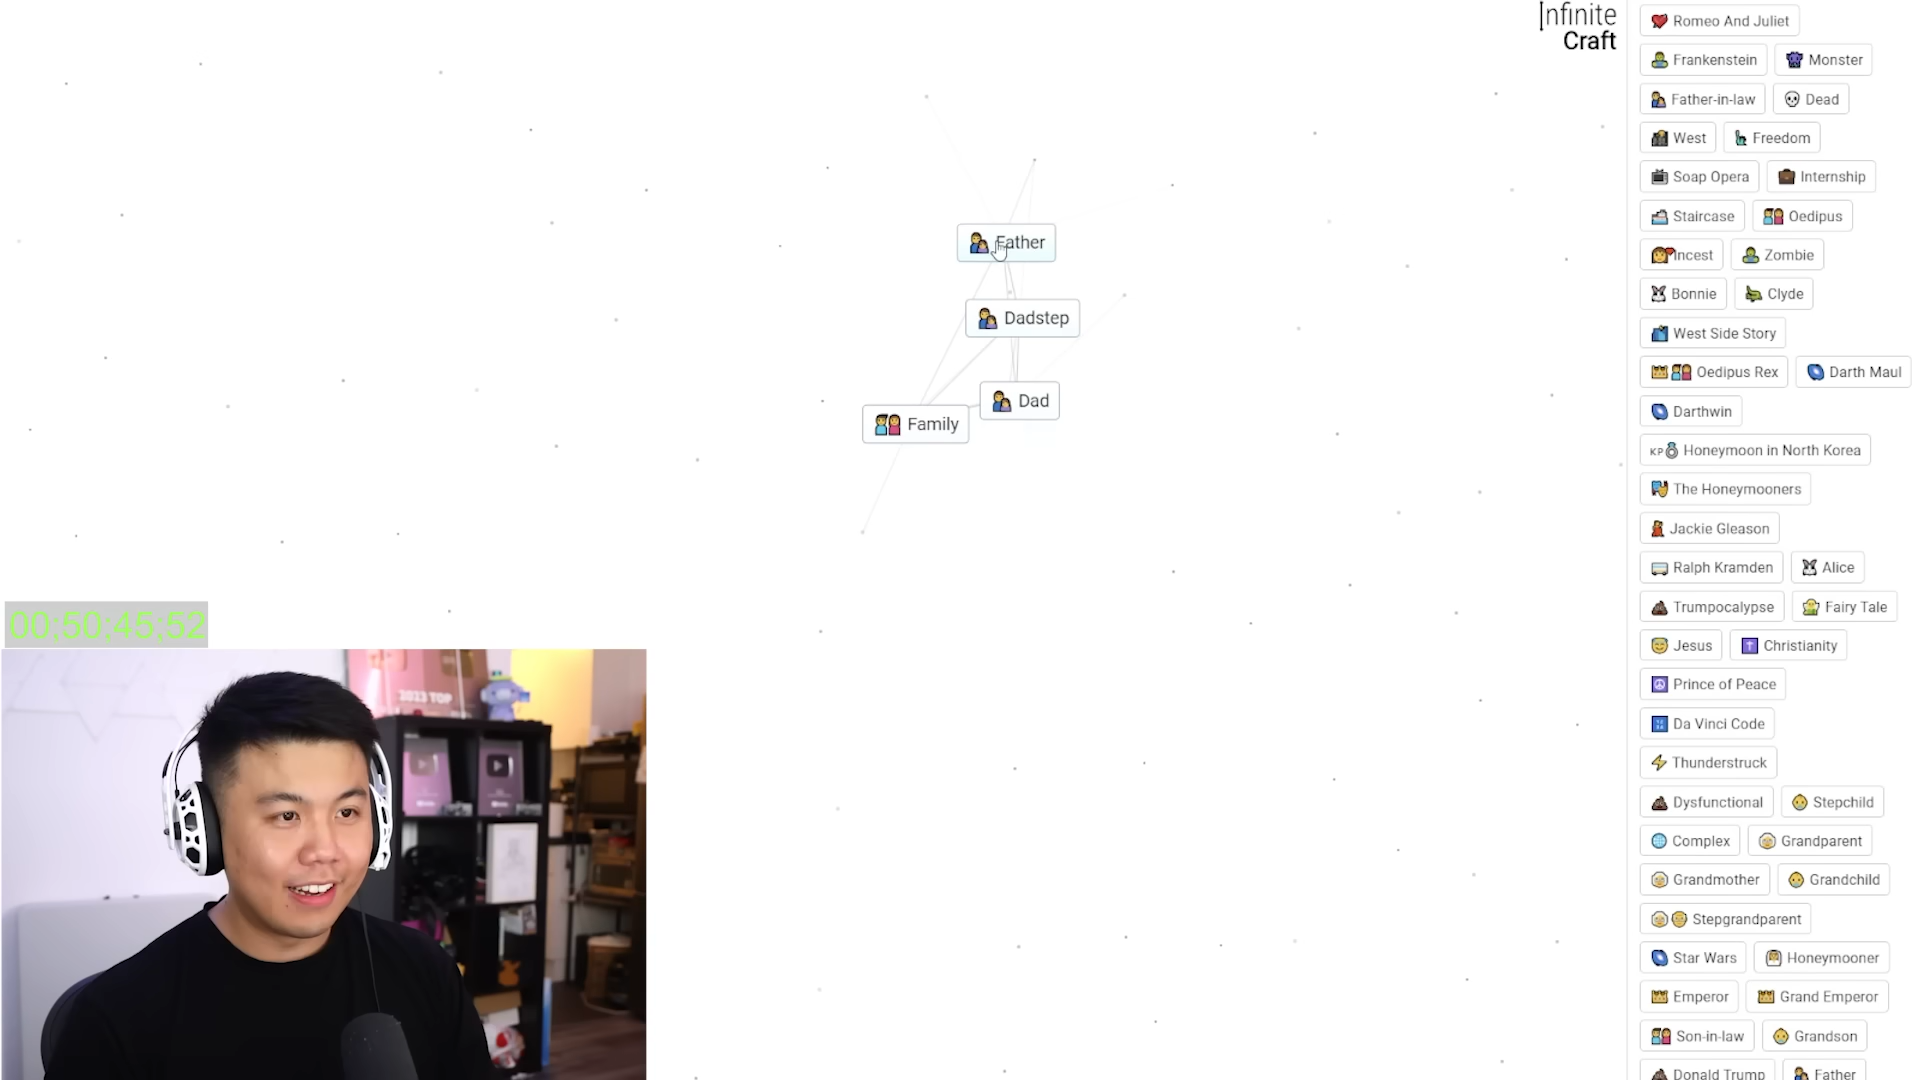 Infinite
Craft
Father
Dadstep
Dad
Family
00;50;45;52
2023 TOP
Romeo And Juliet
Frankenstein Monster
Father-in-law Dead
West Freedom
Soap Opera Internship
Staircase Oedipus
Incest Zombie
Bonnie Clyde
West Side Story
Oedipus Rex Darth Maul
Darthwin
KP Honeymoon in North Korea
The Honeymooners
Jackie Gleason
Ralph Kramden Alice
Trumpocalypse Fairy Tale
Jesus Christianity
Prince of Peace
Da Vinci Code
Thunderstruck
Dysfunctional Stepchild
Complex Grandparent
Grandmother Grandchild
Stepgrandparent
Star Wars Honeymooner
Emperor Grand Emperor
Son-in-law Grandson
Donald Trump Father